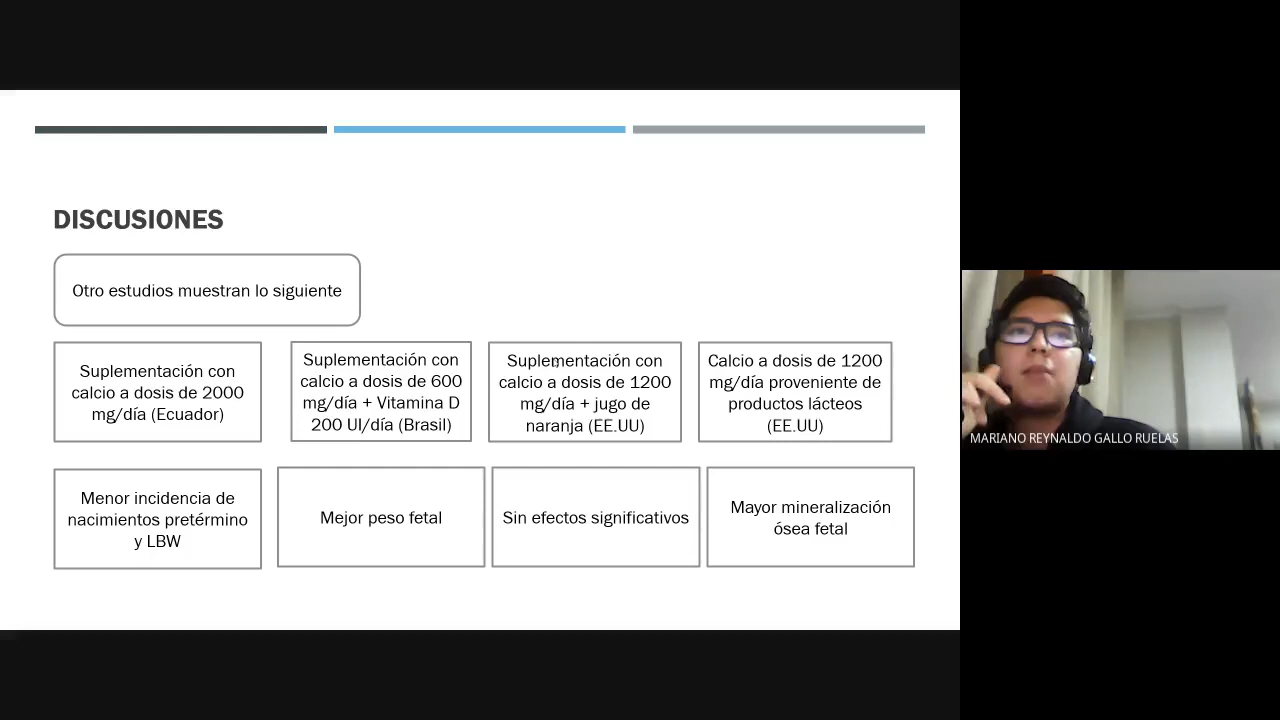 DISCUSIONES
Otro estudios muestran lo siguiente
Suplementación con
calcio a dosis de 2000
mg/día (Ecuador)
Suplementación con
calcio a dosis de 600
mg/día + Vitamina D
200 UI/día (Brasil)
Suplementación con
calcio a dosis de 1200
mg/día + jugo de
naranja (EE.UU)
Calcio a dosis de 1200
mg/día proveniente de
productos lácteos
(EE.UU)
Menor incidencia de
nacimientos pretérmino
y LBW
Mejor peso fetal
Sin efectos significativos
Mayor mineralización
ósea fetal
MARIANO REYNALDO GALLO RUELAS